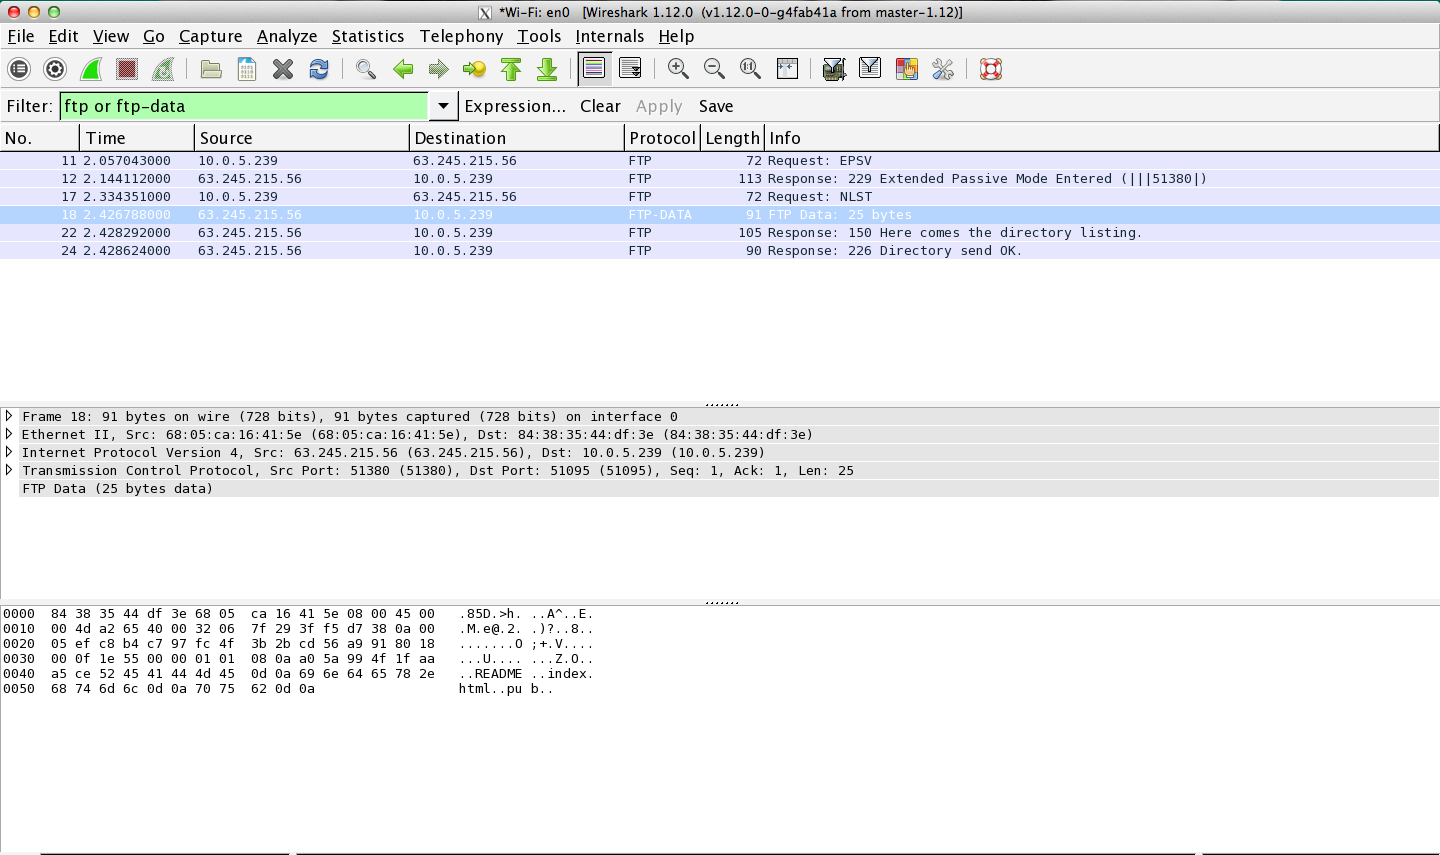 *Wi-Fi: en0 [Wireshark 1.12.0 (v1.12.0-0-g4fab41a from master-1.12)]
File Edit View Go Capture Analyze Statistics Telephony Tools Internals Help
Filter: ftp or ftp-data Expression... Clear Apply Save
No. Time Source Destination Protocol Length Info
11 2.057043000 10.0.5.239 63.245.215.56 FTP 72 Request: EPSV
12 2.144112000 63.245.215.56 10.0.5.239 FTP 113 Response: 229 Extended Passive Mode Entered (|||51380|)
17 2.334351000 10.0.5.239 63.245.215.56 FTP 72 Request: NLST
18 2.426788000 63.245.215.56 10.0.5.239 FTP-DATA 91 FTP Data: 25 bytes
22 2.428292000 63.245.215.56 10.0.5.239 FTP 105 Response: 150 Here comes the directory listing.
24 2.428624000 63.245.215.56 10.0.5.239 FTP 90 Response: 226 Directory send OK.
Frame 18: 91 bytes on wire (728 bits), 91 bytes captured (728 bits) on interface 0
Ethernet II, Src: 68:05:ca:16:41:5e (68:05:ca:16:41:5e), Dst: 84:38:35:44:df:3e (84:38:35:44:df:3e)
Internet Protocol Version 4, Src: 63.245.215.56 (63.245.215.56), Dst: 10.0.5.239 (10.0.5.239)
Transmission Control Protocol, Src Port: 51380 (51380), Dst Port: 51095 (51095), Seq: 1, Ack: 1, Len: 25
FTP Data (25 bytes data)
0000 84 38 35 44 df 3e 68 05 ca 16 41 5e 08 00 45 00 .85D.>h. ..A^..E.
0010 00 4d a2 65 40 00 32 06 7f 29 3f f5 d7 38 0a 00 .M.e@.2. .)?..8..
0020 05 ef c8 b4 c7 97 fc 4f 3b 2b cd 56 a9 91 80 18 .......O ;+.V....
0030 00 0f 1e 55 00 00 01 01 08 0a a0 5a 99 4f 1f aa ...U.... ...Z.O..
0040 a5 ce 52 45 41 44 4d 45 0d 0a 69 6e 64 65 78 2e ..README ..index.
0050 68 74 6d 6c 0d 0a 70 75 62 0d 0a html..pu b..